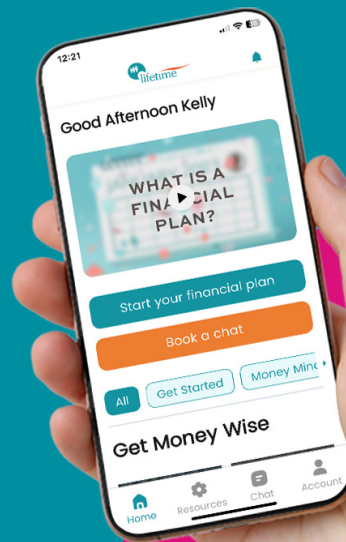 12:21
lifetime
Good Afternoon Kelly
WHAT IS A
FINANCIAL
PLAN?
Start your financial plan
Book a chat
All
Get Started
Money Minc
Get Money Wise
Home
Resources
Chat
Account